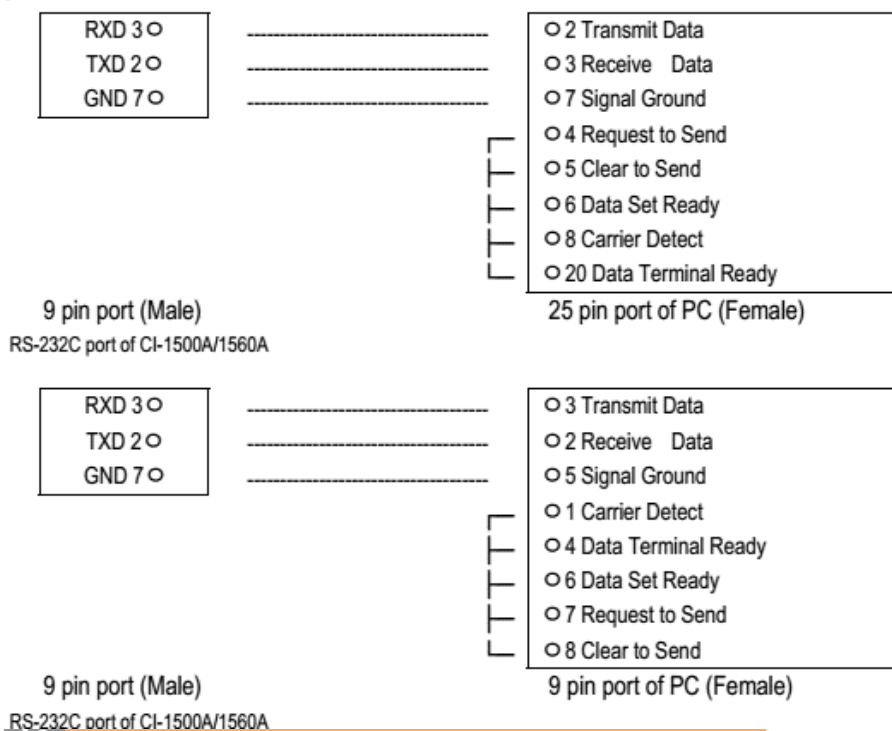 RXD 3 O ---------------------------------------- O 2 Transmit Data
TXD 2 O ---------------------------------------- O 3 Receive Data
GND 7 O ---------------------------------------- O 7 Signal Ground
O 4 Request to Send
O 5 Clear to Send
O 6 Data Set Ready
O 8 Carrier Detect
O 20 Data Terminal Ready
9 pin port (Male) 25 pin port of PC (Female)
RS-232C port of CI-1500A/1560A
RXD 3 O ---------------------------------------- O 3 Transmit Data
TXD 2 O ---------------------------------------- O 2 Receive Data
GND 7 O ---------------------------------------- O 5 Signal Ground
O 1 Carrier Detect
O 4 Data Terminal Ready
O 6 Data Set Ready
O 7 Request to Send
O 8 Clear to Send
9 pin port (Male) 9 pin port of PC (Female)
RS-232C port of CI-1500A/1560A